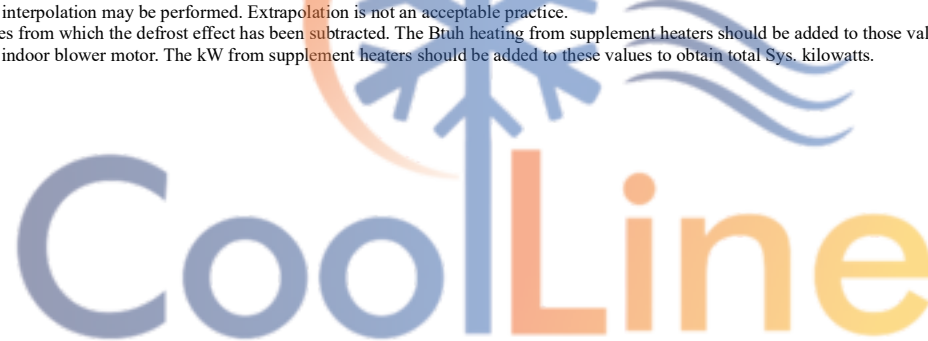 interpolation may be performed. Extrapolation is not an acceptable practice.
es from which the defrost effect has been subtracted. The Btuh heating from supplement heaters should be added to those val
indoor blower motor. The kW from supplement heaters should be added to these values to obtain total Sys. kilowatts.
CoolLine